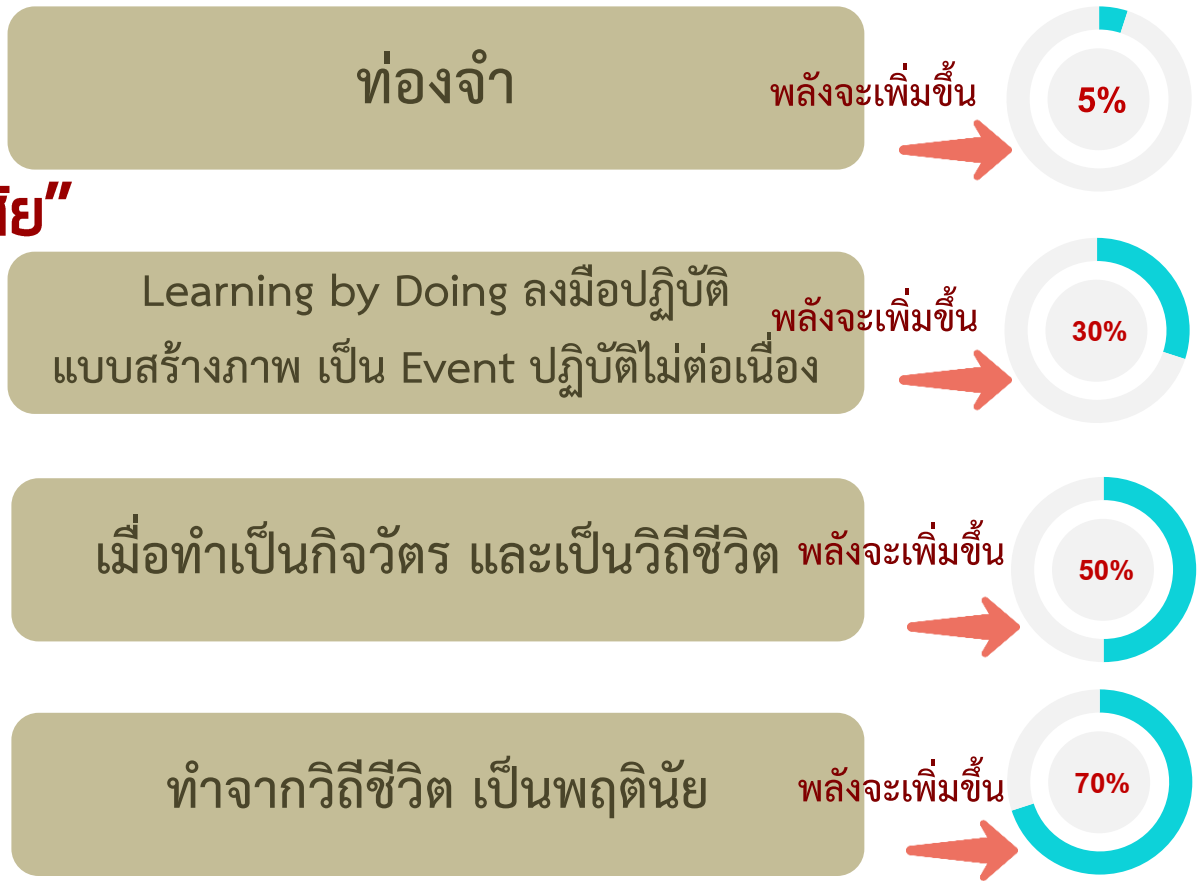 ท่องจำ
พลังจะเพิ่มขึ้น
5%
Learning by Doing ลงมือปฏิบัติ
แบบสร้างภาพ เป็น Event ปฏิบัติไม่ต่อเนื่อง
พลังจะเพิ่มขึ้น
30%
เมื่อทำเป็นกิจวัตร และเป็นวิถีชีวิต
พลังจะเพิ่มขึ้น
50%
ทำจากวิถีชีวิต เป็นพฤตินัย
พลังจะเพิ่มขึ้น
70%